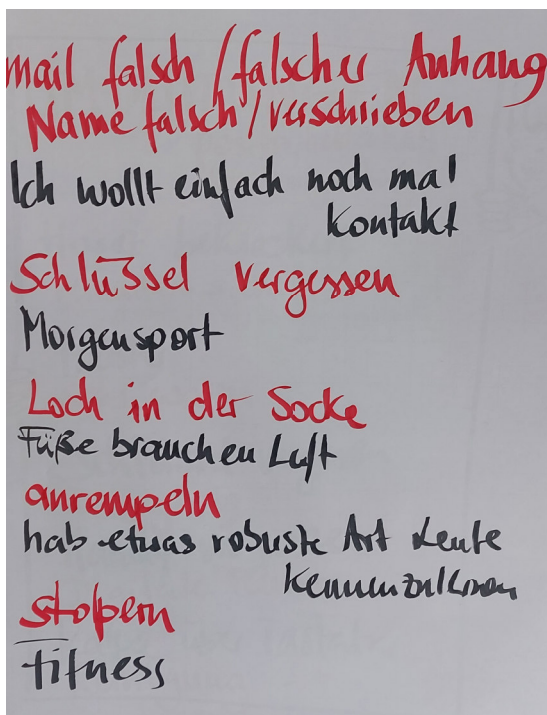 mail falsch / falscher Anhang
Name falsch / verschrieben
Ich wollt einfach noch mal
Kontakt
Schlüssel vergessen
Morgensport
Loch in der Socke
Füße brauchen Luft
anrempeln
hab etwas robuste Art Leute
kennenzulernen
stolpern
Fitness